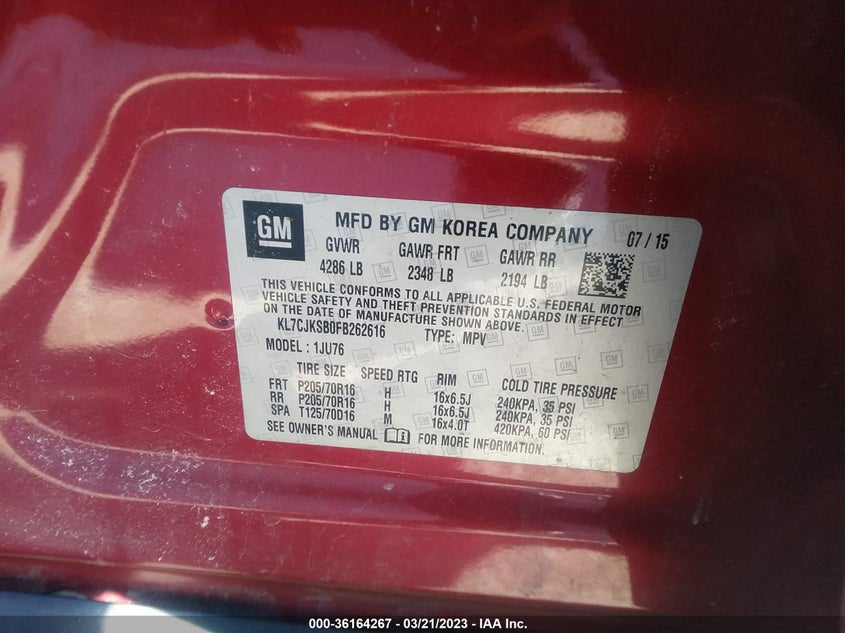 GM
MFD BY GM KOREA COMPANY 07 / 15
GVWR GAWR FRT GAWR RR
4286 LB 2348 LB 2194 LB
THIS VEHICLE CONFORMS TO ALL APPLICABLE U.S. FEDERAL MOTOR
VEHICLE SAFETY AND THEFT PREVENTION STANDARDS IN EFFECT
ON THE DATE OF MANUFACTURE SHOWN ABOVE.
KL7CJKSB0FB262616 TYPE: MPV
MODEL: 1JU76
TIRE SIZE SPEED RTG RIM COLD TIRE PRESSURE
FRT P205/70R16 H 16x6.5J 240KPA, 35 PSI
RR P205/70R16 H 16x6.5J 240KPA, 35 PSI
SPA T125/70D16 M 16x4.0T 420KPA, 60 PSI
SEE OWNER'S MANUAL FOR MORE INFORMATION.
000-36164267 - 03/21/2023 - IAA Inc.